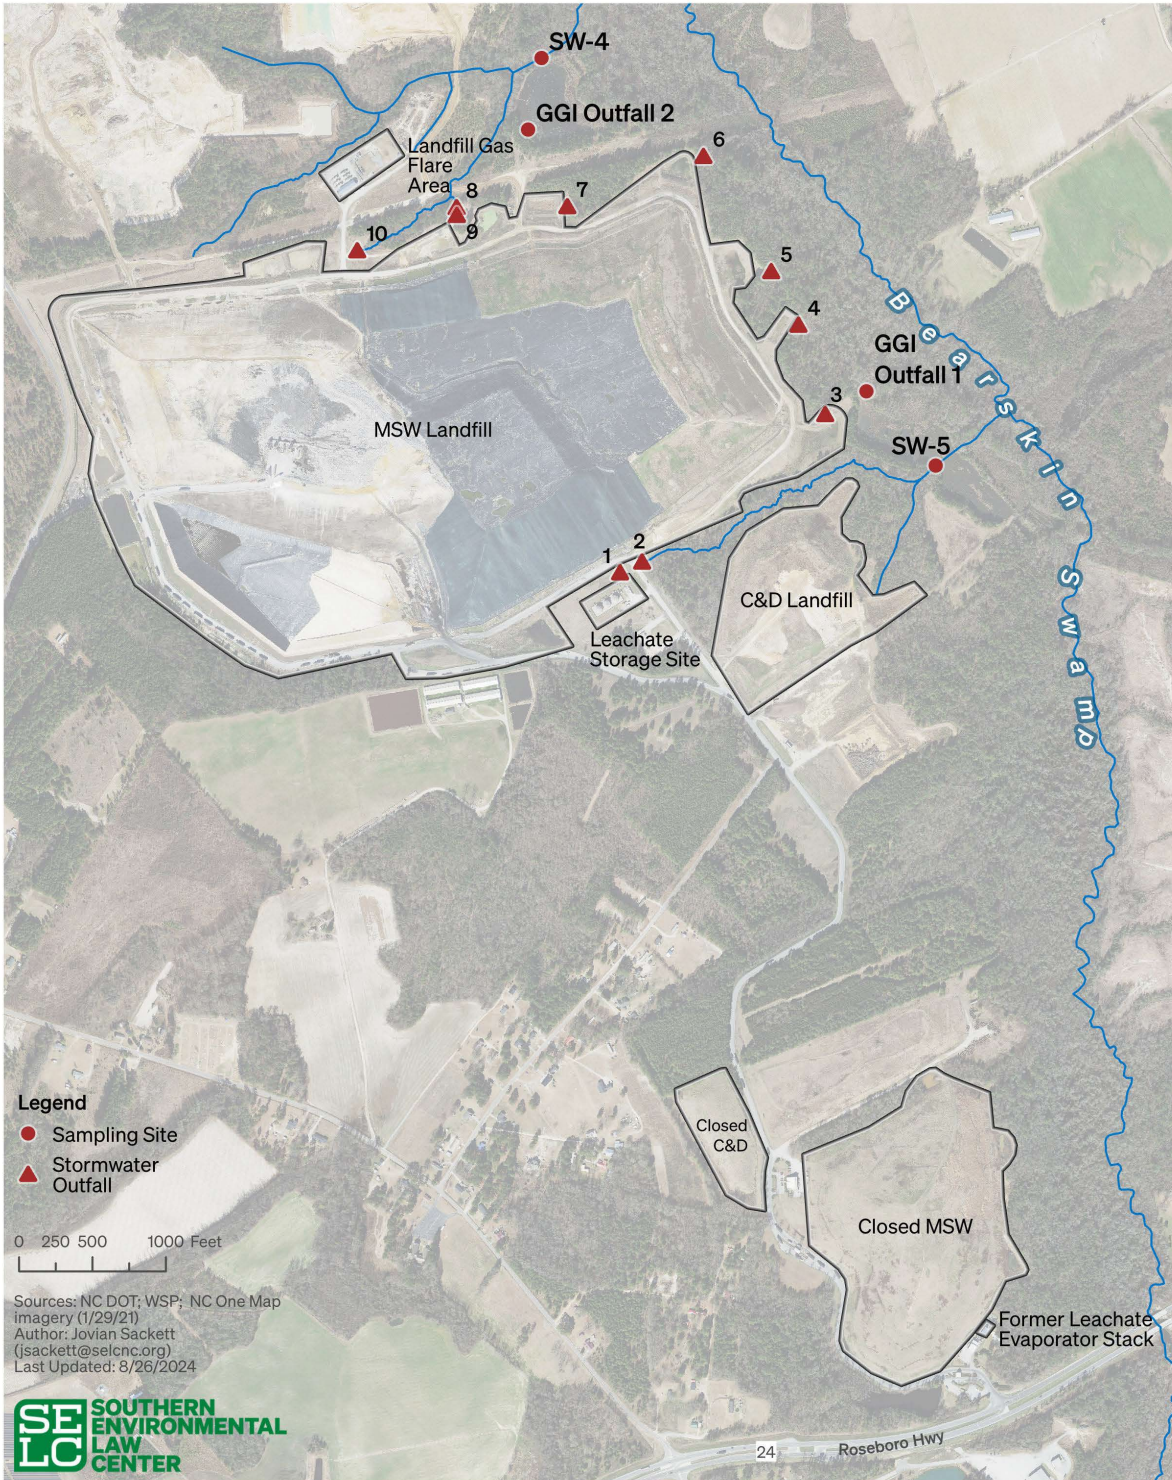 SW-4
GGI Outfall 2
Landfill Gas
Flare
Area
6
8
7
9
10
5
4
Bearskin Swamp
GGI
Outfall 1
3
SW-5
MSW Landfill
1
2
C&D Landfill
Leachate
Storage Site
Legend
Sampling Site
Stormwater
Outfall
0 250 500 1000 Feet
Sources: NC DOT; WSP; NC One Map
imagery (1/29/21)
Author: Jovian Sackett
(jsackett@selcnc.org)
Last Updated: 8/26/2024
Closed
C&D
Closed MSW
Former Leachate
Evaporator Stack
SE
LC
SOUTHERN
ENVIRONMENTAL
LAW
CENTER
24
Roseboro Hwy